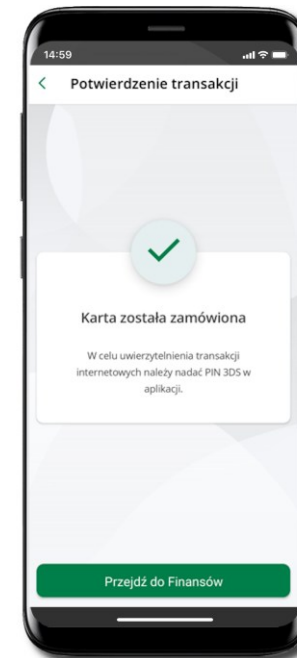 14:59
Potwierdzenie transakcji
Karta została zamówiona
W celu uwierzytelnienia transakcji
internetowych należy nadać PIN 3DS w
aplikacji.
Przejdź do Finansów